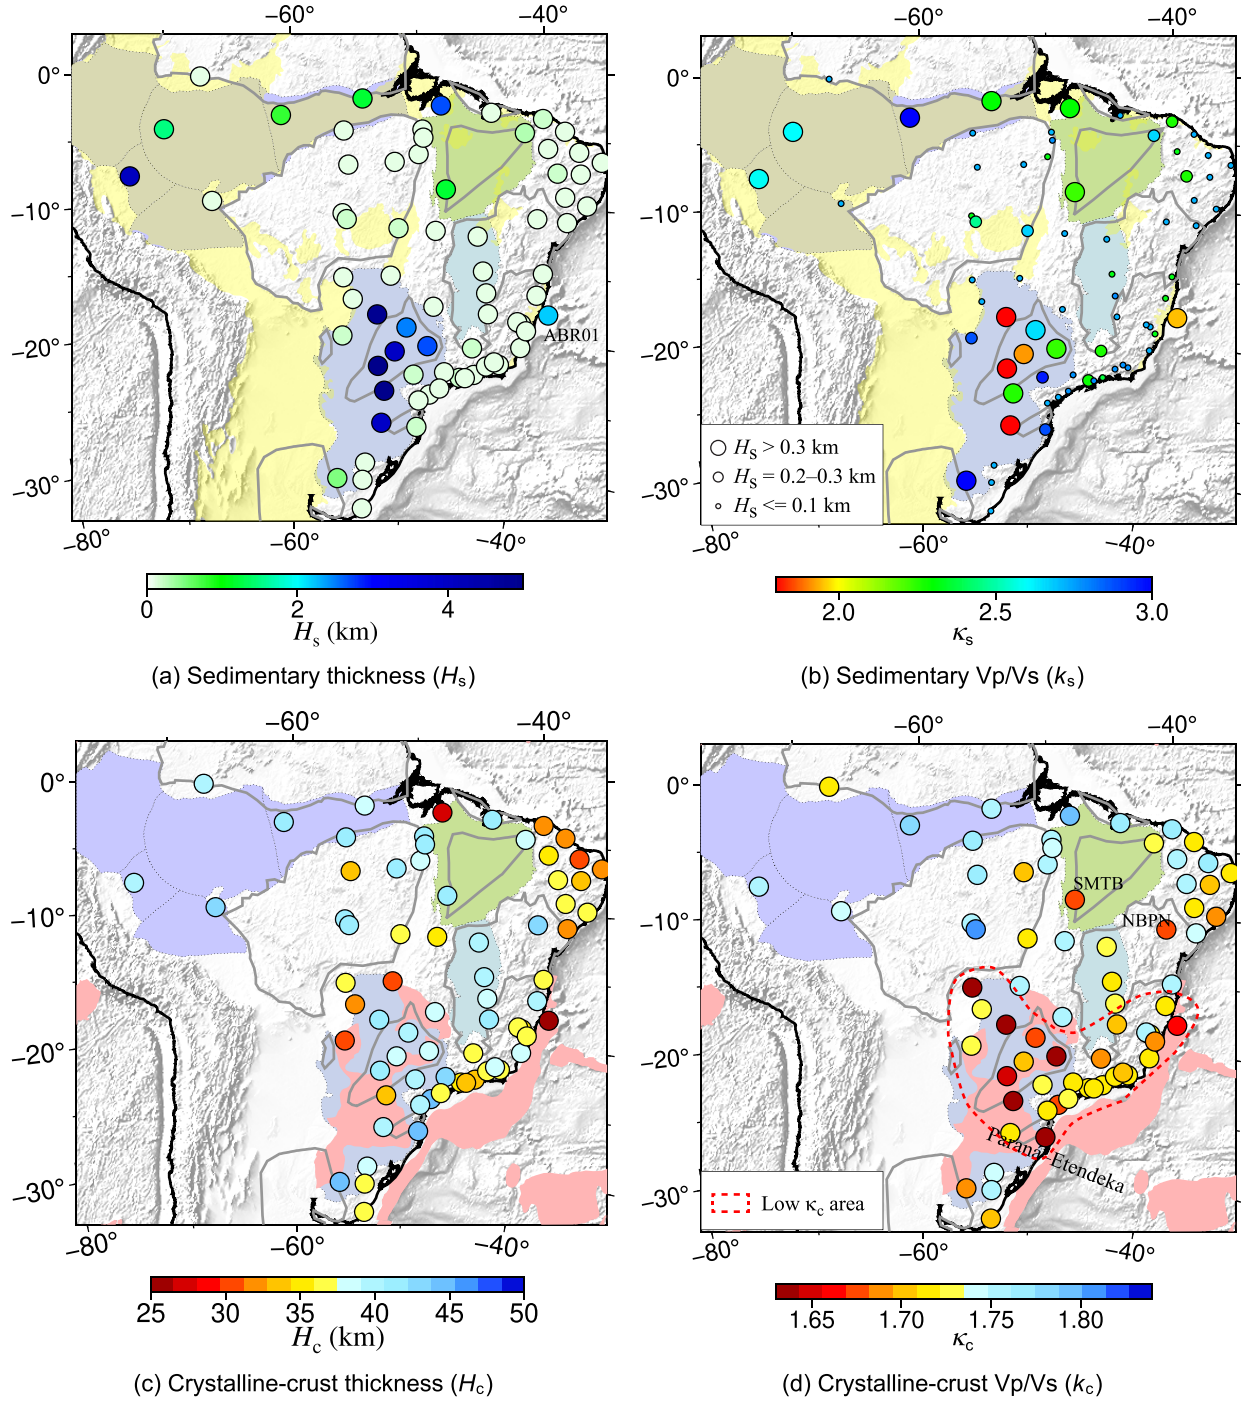 −60° −40°
0°
−10°
−20°
−30°
ABR01
−80° −60° −40°
0 2 4
Hs (km)
(a) Sedimentary thickness (Hs)
−60° −40°
0°
−10°
−20°
−30°
Hs > 0.3 km
Hs = 0.2–0.3 km
Hs <= 0.1 km
−80° −60° −40°
2.0 2.5 3.0
κs
(b) Sedimentary Vp/Vs (ks)
−60° −40°
0°
−10°
−20°
−30°
−80° −60° −40°
25 30 35 40 45 50
Hc (km)
(c) Crystalline-crust thickness (Hc)
−60° −40°
0°
−10°
−20°
−30°
SMTB
NBPN
Parana-Etendeka
Low κc area
−80° −60° −40°
1.65 1.70 1.75 1.80
κc
(d) Crystalline-crust Vp/Vs (kc)